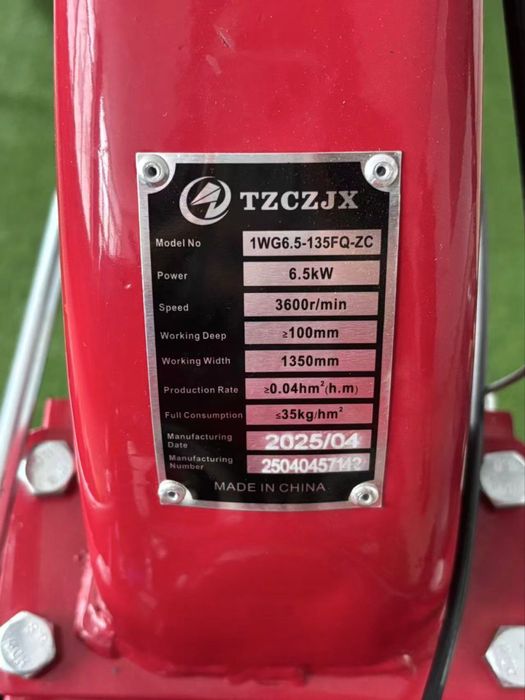 TZCZJX
Model No 1WG6.5-135FQ-ZC
Power 6.5kW
Speed 3600r/min
Working Deep ≥100mm
Working Width 1350mm
Production Rate ≥0.04hm²(h.m)
Full Consumption ≤35kg/hm²
Manufacturing Date 2025/04
Manufacturing Number 25040457142
MADE IN CHINA